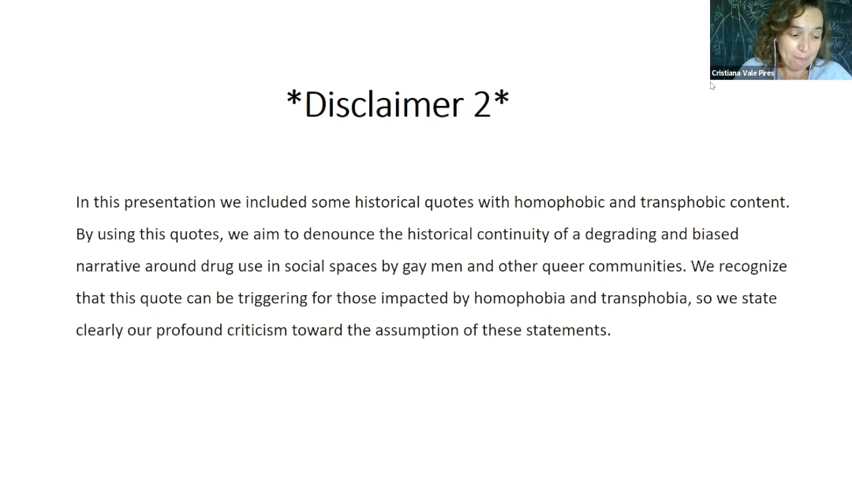 Cristiana Vale Pires
*Disclaimer 2*
In this presentation we included some historical quotes with homophobic and transphobic content.
By using this quotes, we aim to denounce the historical continuity of a degrading and biased
narrative around drug use in social spaces by gay men and other queer communities. We recognize
that this quote can be triggering for those impacted by homophobia and transphobia, so we state
clearly our profound criticism toward the assumption of these statements.